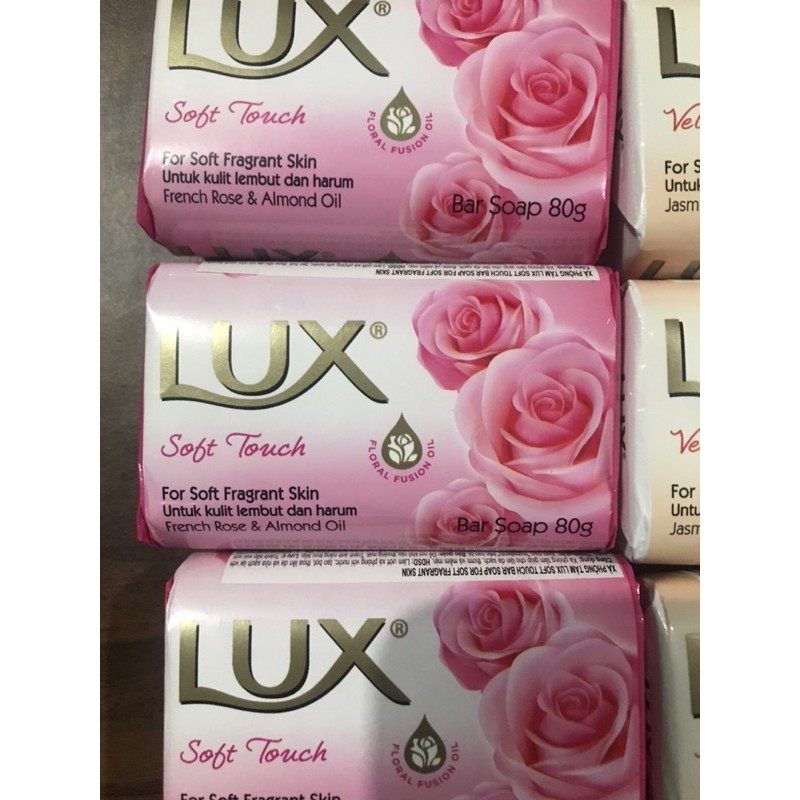 LUX®
Soft Touch
FLORAL FUSION OIL
For Soft Fragrant Skin
Untuk kulit lembut dan harum
French Rose & Almond Oil
Bar Soap 80g
Vel
For S
Untuk
Jasm
XÀ PHÒNG TẮM LUX SOFT TOUCH BAR SOAP FOR SOFT FRAGRANT SKIN
LUX®
Soft Touch
FLORAL FUSION OIL
For Soft Fragrant Skin
Untuk kulit lembut dan harum
French Rose & Almond Oil
Bar Soap 80g
Ve
For
Untu
Jasm
XÀ PHÒNG TẮM LUX SOFT TOUCH BAR SOAP FOR SOFT FRAGRANT SKIN
LUX®
Soft Touch
FLORAL FUSION OIL
For Soft Fragrant Skin